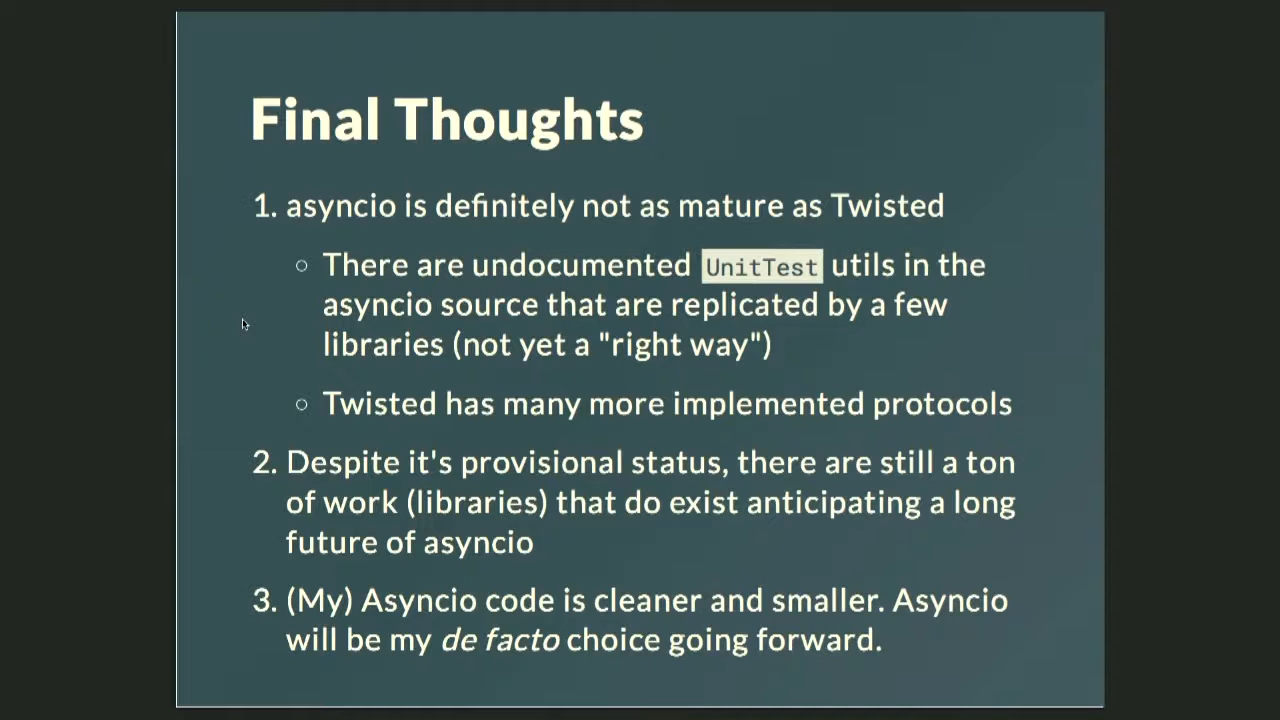 Final Thoughts
1. asyncio is definitely not as mature as Twisted
There are undocumented UnitTest utils in the
asyncio source that are replicated by a few
libraries (not yet a "right way")
Twisted has many more implemented protocols
2. Despite it's provisional status, there are still a ton
of work (libraries) that do exist anticipating a long
future of asyncio
3. (My) Asyncio code is cleaner and smaller. Asyncio
will be my de facto choice going forward.